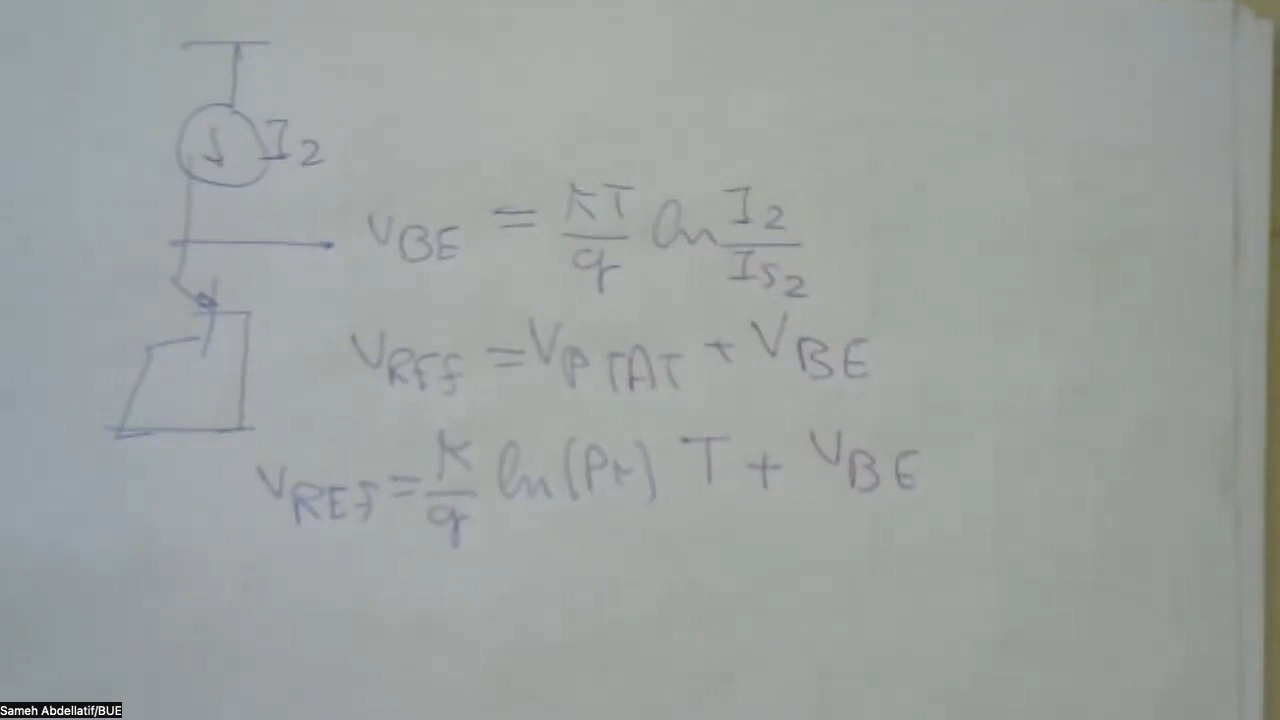 I2
VBE = KT/q ln I2/IS2
VREF = VPTAT + VBE
VREF = K/q ln(Pr) T + VBE
Sameh Abdellatif/BUE